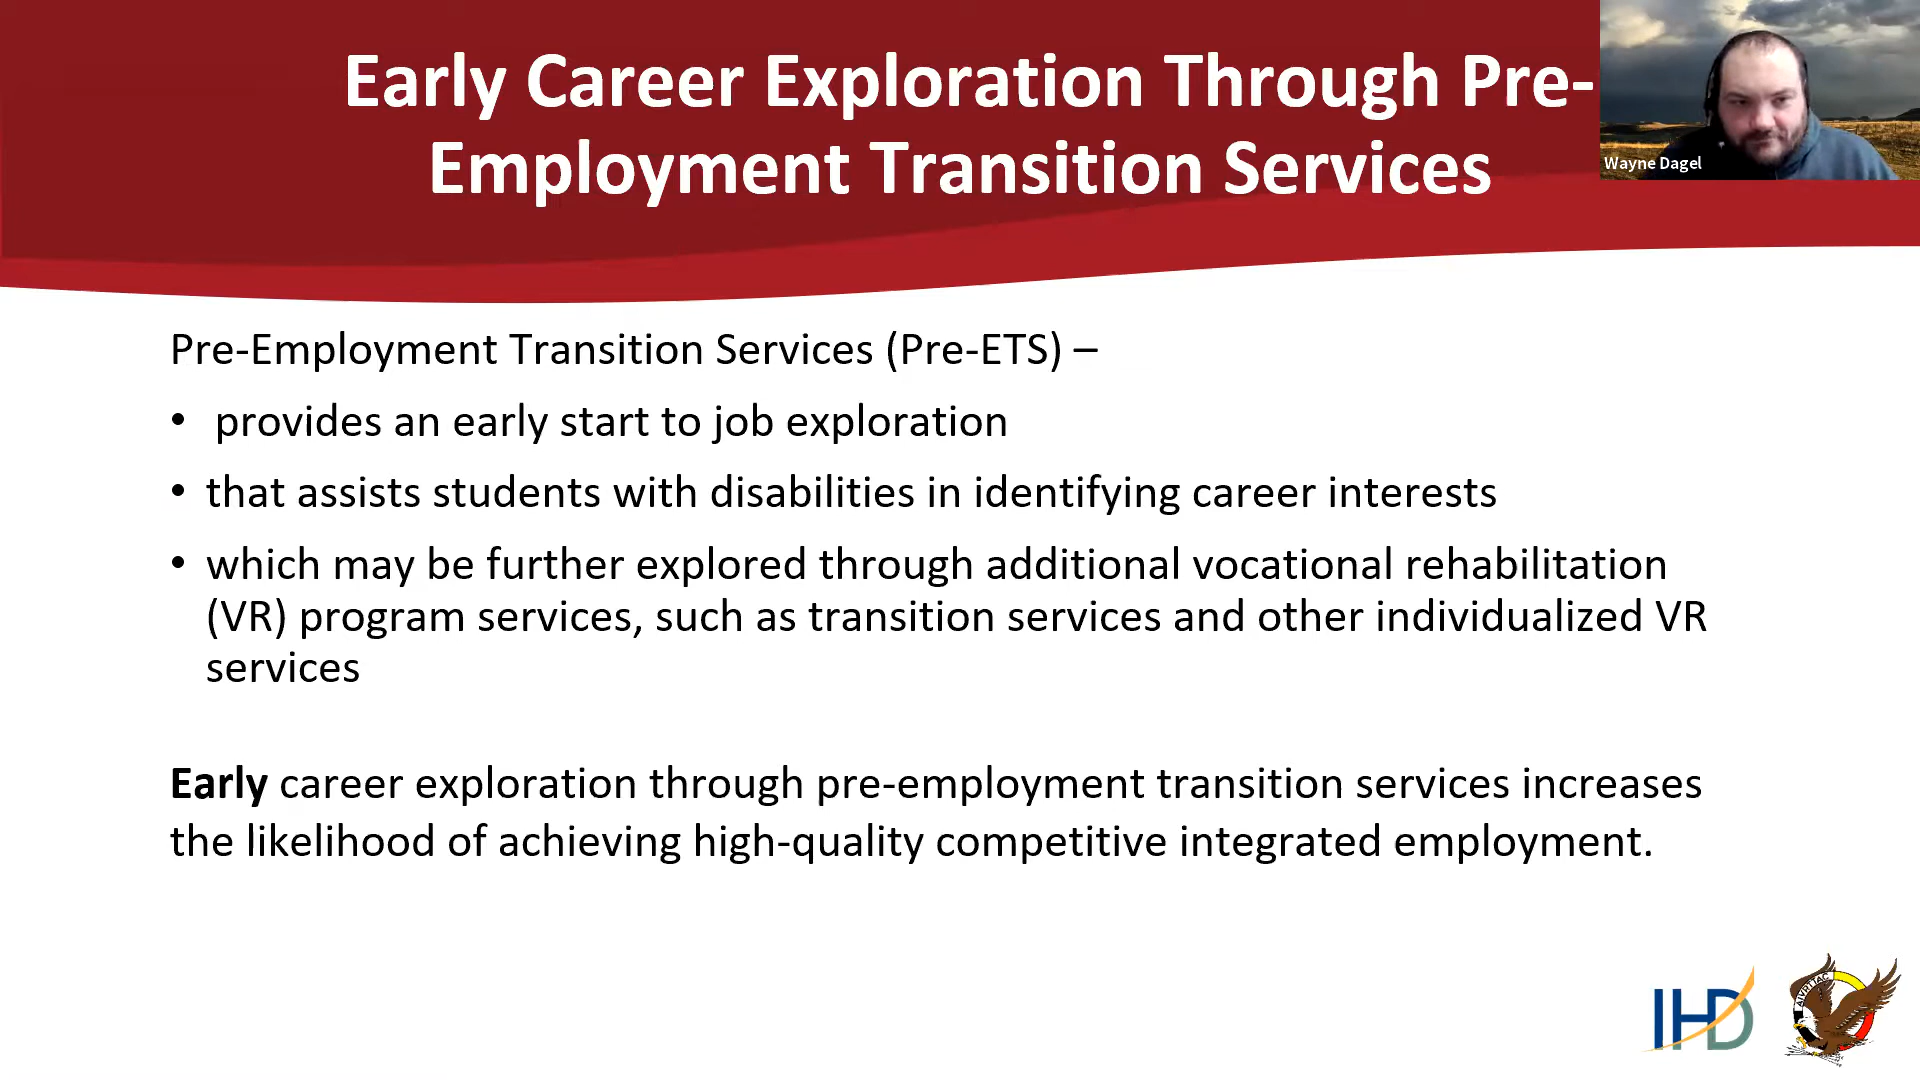 Early Career Exploration Through Pre-
Employment Transition Services
Wayne Dagel
Pre-Employment Transition Services (Pre-ETS) –
• provides an early start to job exploration
• that assists students with disabilities in identifying career interests
• which may be further explored through additional vocational rehabilitation
(VR) program services, such as transition services and other individualized VR
services
Early career exploration through pre-employment transition services increases
the likelihood of achieving high-quality competitive integrated employment.
IHD
AIVRTTAC